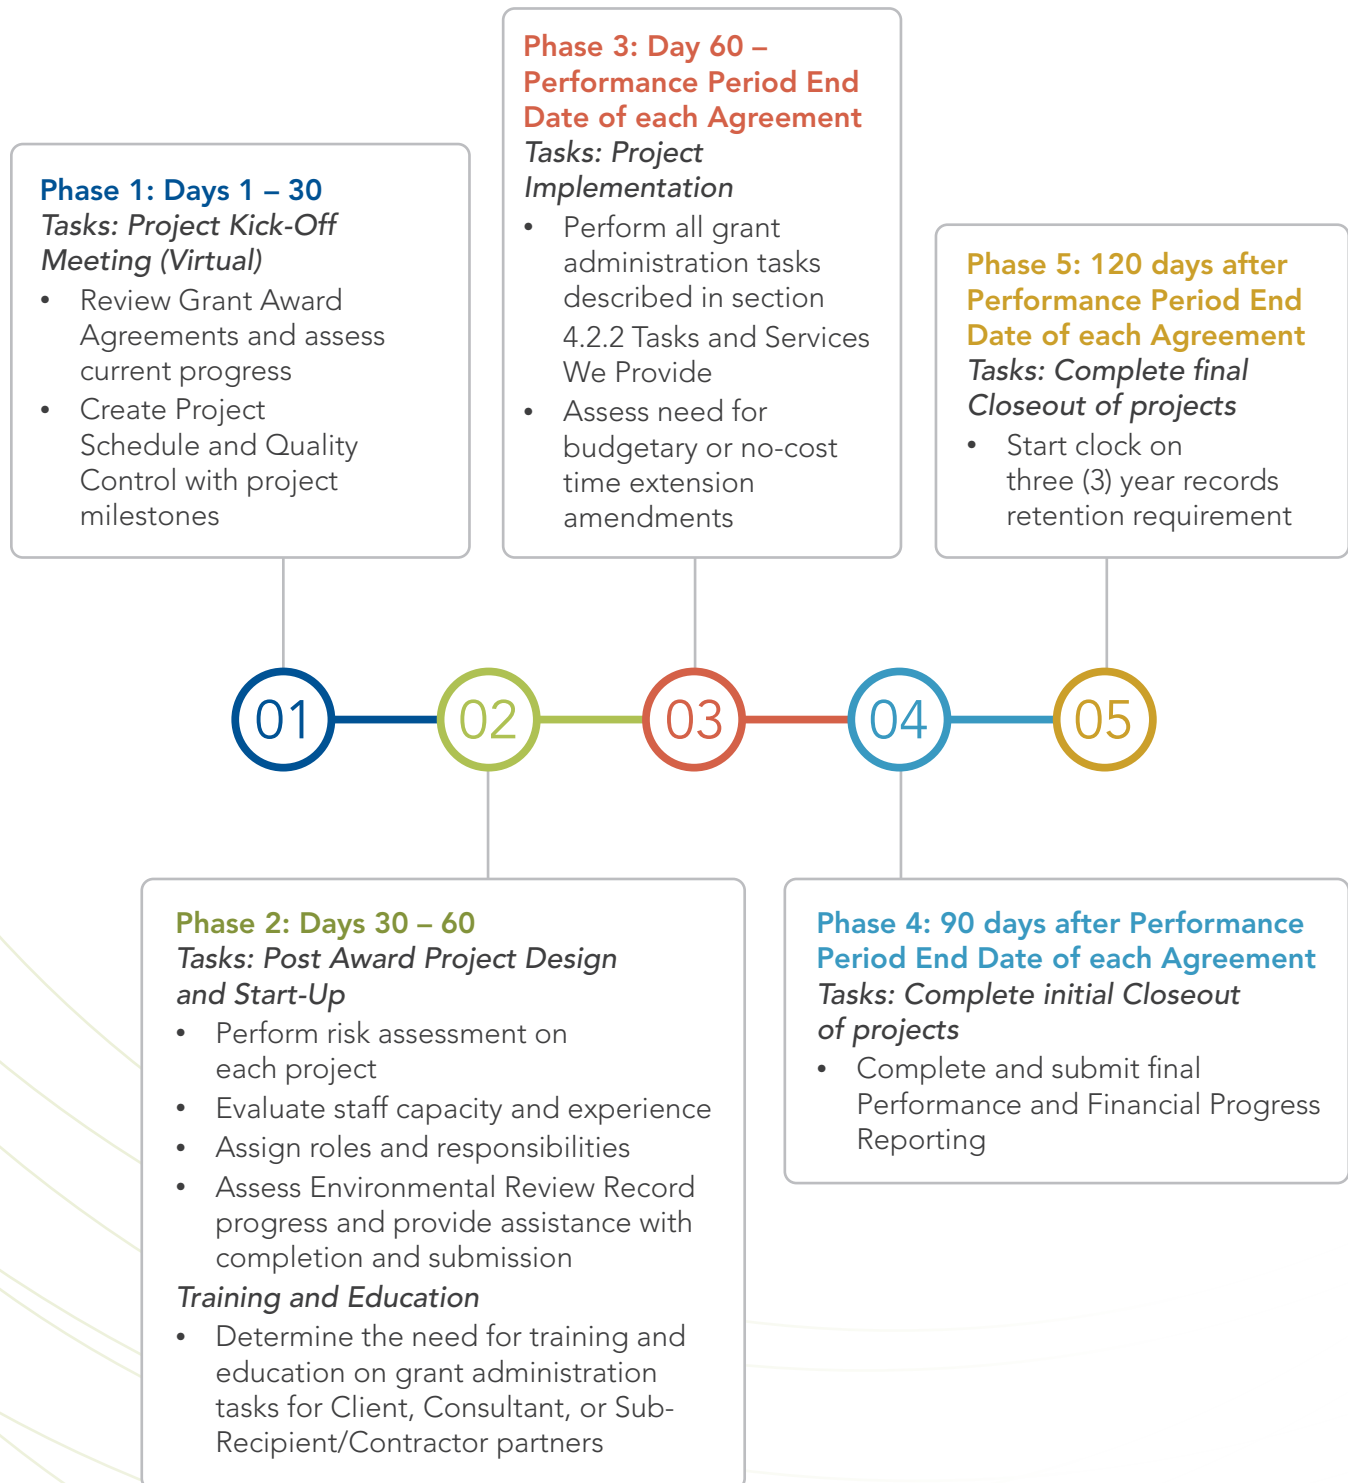 Phase 1: Days 1 – 30
Tasks: Project Kick-Off
Meeting (Virtual)
• Review Grant Award
Agreements and assess
current progress
• Create Project
Schedule and Quality
Control with project
milestones
Phase 3: Day 60 –
Performance Period End
Date of each Agreement
Tasks: Project
Implementation
• Perform all grant
administration tasks
described in section
4.2.2 Tasks and Services
We Provide
• Assess need for
budgetary or no-cost
time extension
amendments
Phase 5: 120 days after
Performance Period End
Date of each Agreement
Tasks: Complete final
Closeout of projects
• Start clock on
three (3) year records
retention requirement
01
02
03
04
05
Phase 2: Days 30 – 60
Tasks: Post Award Project Design
and Start-Up
• Perform risk assessment on
each project
• Evaluate staff capacity and experience
• Assign roles and responsibilities
• Assess Environmental Review Record
progress and provide assistance with
completion and submission
Training and Education
• Determine the need for training and
education on grant administration
tasks for Client, Consultant, or Sub-
Recipient/Contractor partners
Phase 4: 90 days after Performance
Period End Date of each Agreement
Tasks: Complete initial Closeout
of projects
• Complete and submit final
Performance and Financial Progress
Reporting